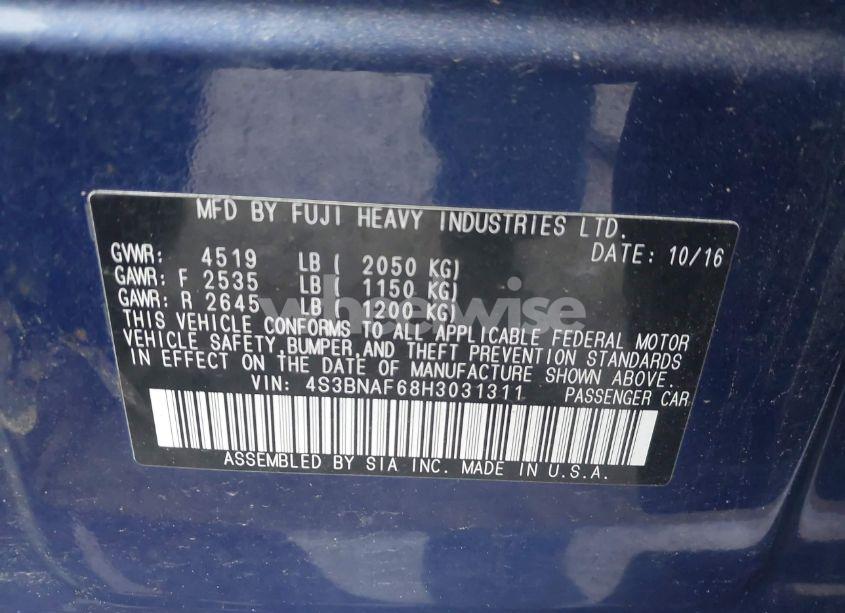 MFD BY FUJI HEAVY INDUSTRIES LTD.
GVWR: 4519 LB ( 2050 KG) DATE: 10/16
GAWR: F 2535 LB ( 1150 KG)
GAWR: R 2645 LB ( 1200 KG)
THIS VEHICLE CONFORMS TO ALL APPLICABLE FEDERAL MOTOR
VEHICLE SAFETY, BUMPER, AND THEFT PREVENTION STANDARDS
IN EFFECT ON THE DATE OF MANUFACTURE SHOWN ABOVE.
VIN: 4S3BNAF68H3031311 PASSENGER CAR
ASSEMBLED BY SIA INC. MADE IN U.S.A.
wheelwise